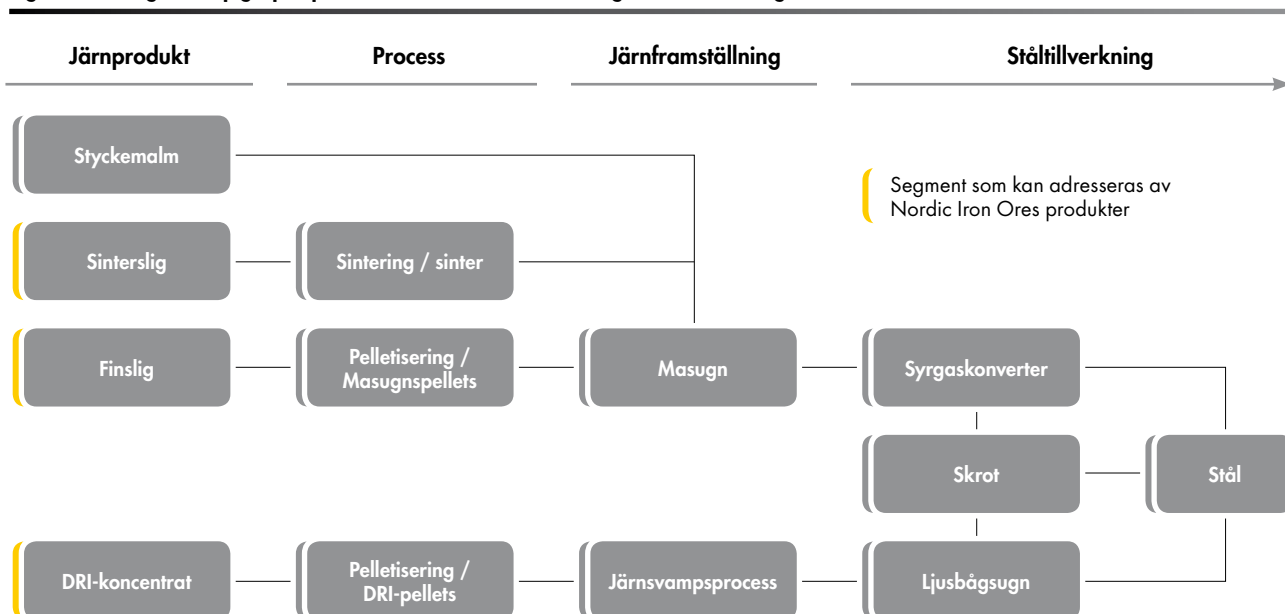 Järnprodukt
Process
Järnframställning
Ståltillverkning
Styckemalm
Segment som kan adresseras av
Nordic Iron Ores produkter
Sinterslig
Sintering / sinter
Finslig
Pelletisering /
Masugnspellets
Masugn
Syrgaskonverter
Skrot
Stål
DRI-koncentrat
Pelletisering /
DRI-pellets
Järnsvampsprocess
Ljusbågsugn